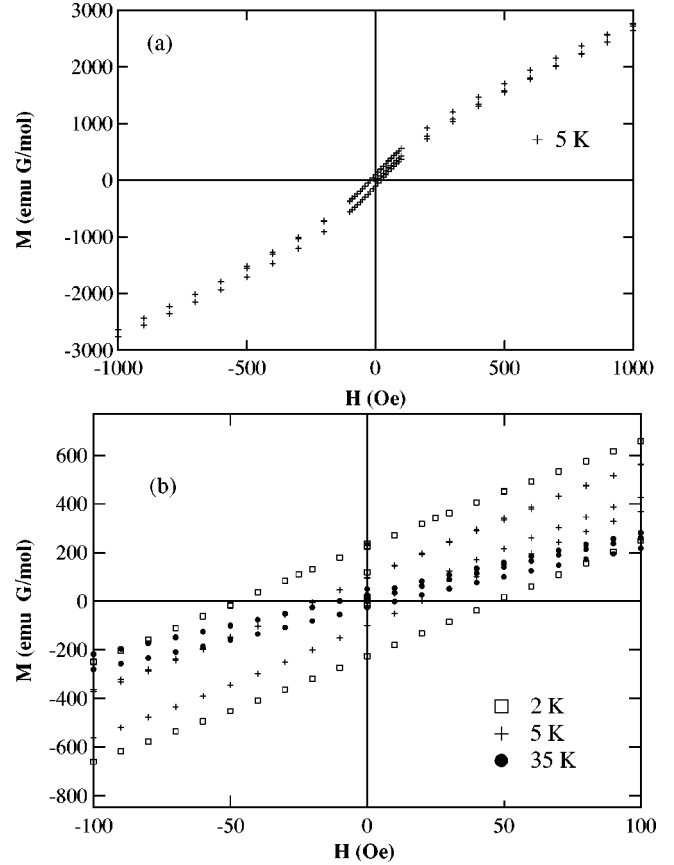 3000
(a)
2000
1000
+ 5 K
0
-1000
-2000
-3000
M (emu G/mol)
-1000 -500 0 500 1000
H (Oe)
600
(b)
400
200
0
-200
-400
-600
-800
M (emu G/mol)
□ 2 K
+ 5 K
● 35 K
-100 -50 0 50 100
H (Oe)